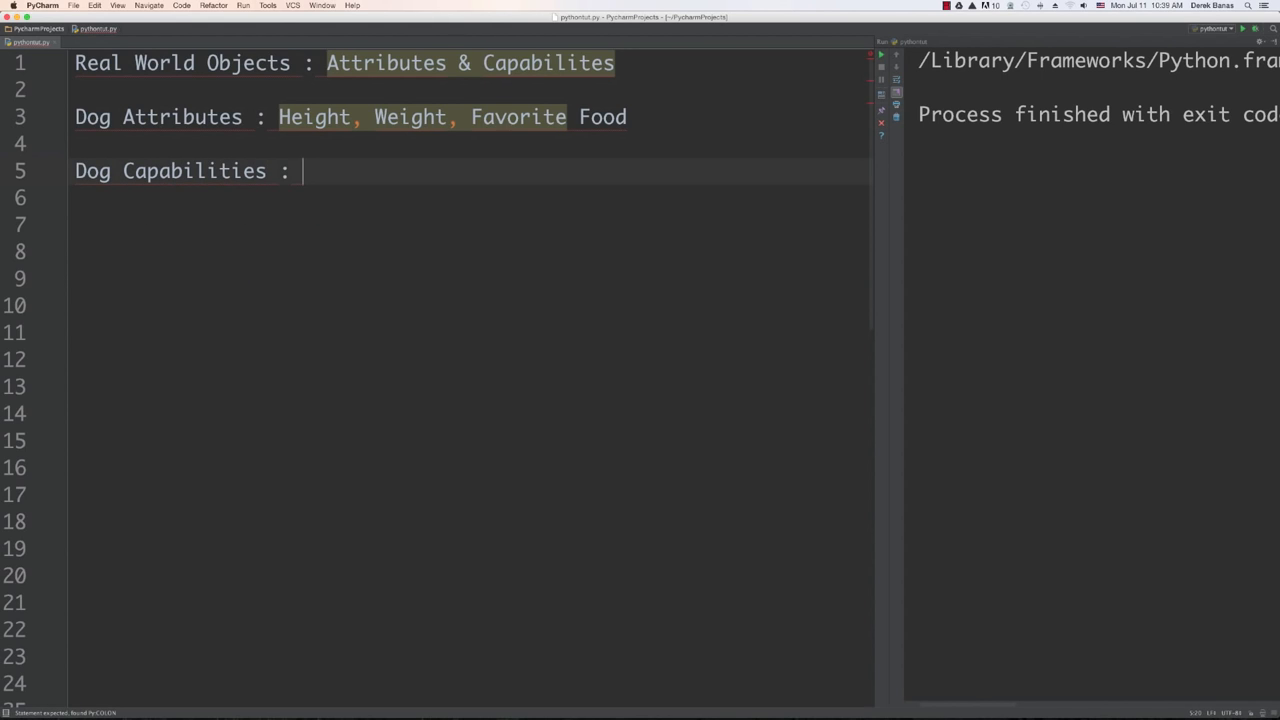 PyCharm File Edit View Navigate Code Refactor Run Tools VCS Window Help
10 Mon Jul 11 10:39 AM Derek Banas
pythontut.py - PycharmProjects - [~/PycharmProjects]
PycharmProjects pythontut.py
pythontut
pythontut.py
Run pythontut
1 Real World Objects : Attributes & Capabilites
/Library/Frameworks/Python.fra
2
3 Dog Attributes : Height, Weight, Favorite Food
Process finished with exit cod
4
5 Dog Capabilities :
6
7
8
9
10
11
12
13
14
15
16
17
18
19
20
21
22
23
24
Statement expected, found Py:COLON
5:20 LF÷ UTF-8÷